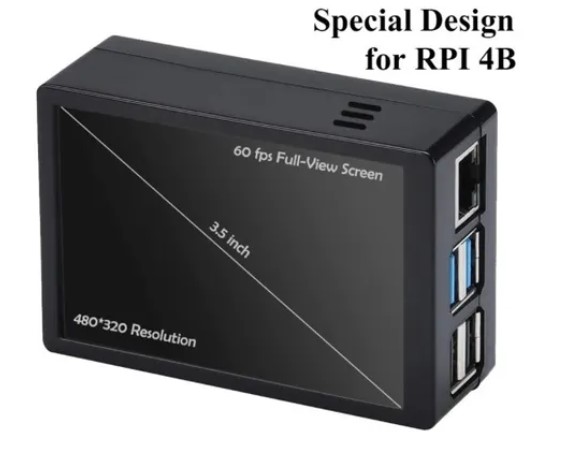 Special Design
for RPI 4B
60 fps Full-View Screen
3.5 inch
480*320 Resolution